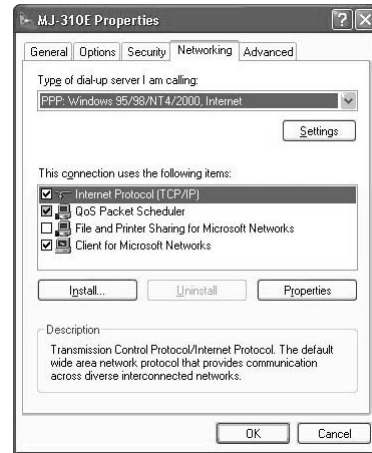 MJ-310E Properties
General Options Security Networking Advanced
Type of dial-up server I am calling:
PPP: Windows 95/98/NT4/2000, Internet
Settings
This connection uses the following items:
Internet Protocol (TCP/IP)
QoS Packet Scheduler
File and Printer Sharing for Microsoft Networks
Client for Microsoft Networks
Install... Uninstall Properties
Description
Transmission Control Protocol/Internet Protocol. The default
wide area network protocol that provides communication
across diverse interconnected networks.
OK Cancel